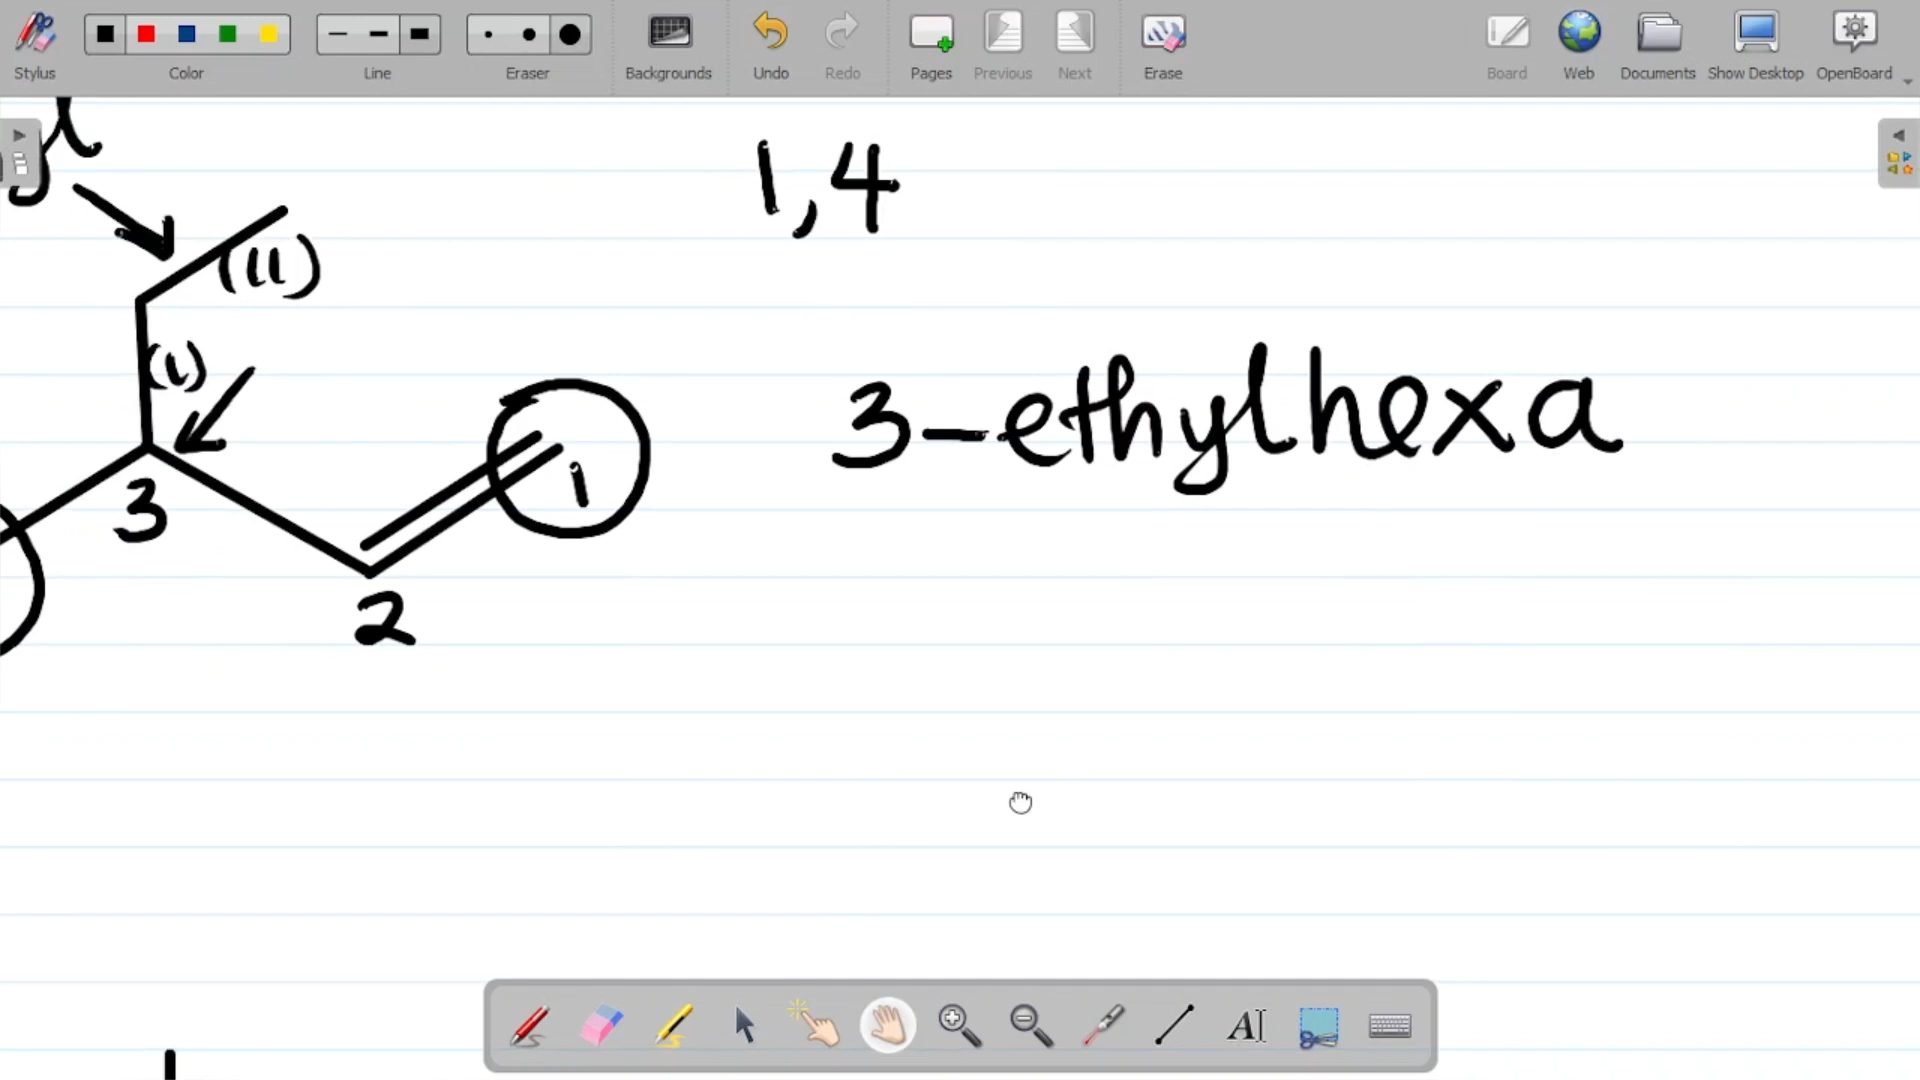 Stylus Color Line Eraser Backgrounds Undo Redo Pages Previous Next Erase Board Web Documents Show Desktop OpenBoard
yl
1,4
(II)
(I)
3-ethylhexa
1
3
2